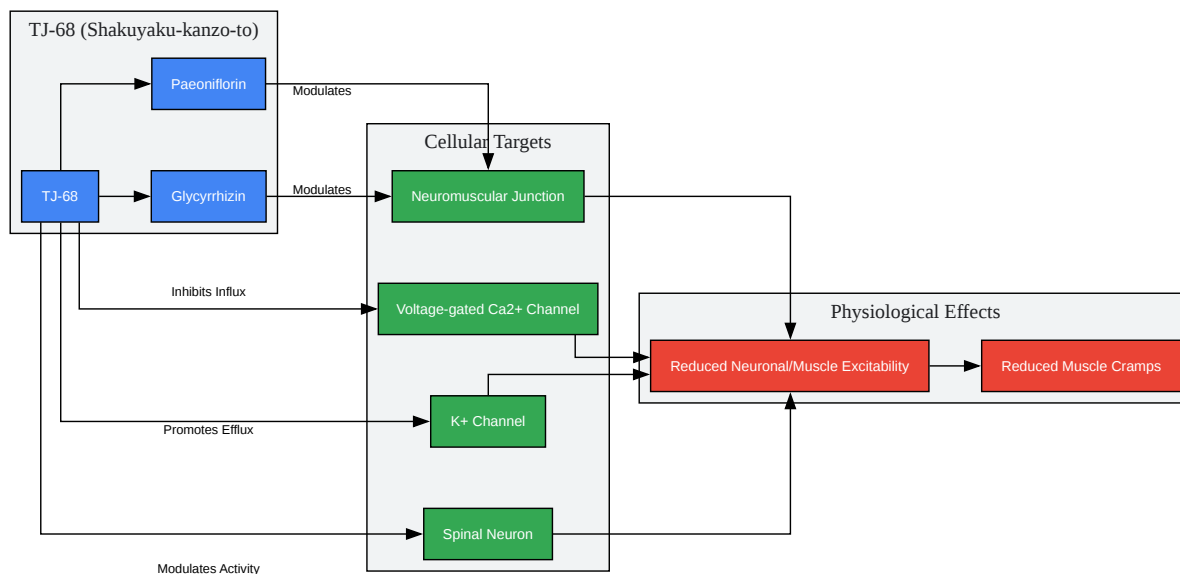 TJ-68 (Shakuyaku-kanzo-to)
Paeoniflorin
Modulates
Cellular Targets
TJ-68
Glycyrrhizin
Modulates
Neuromuscular Junction
Inhibits Influx
Voltage-gated Ca2+ Channel
Physiological Effects
Reduced Neuronal/Muscle Excitability
Reduced Muscle Cramps
K+ Channel
Promotes Efflux
Spinal Neuron
Modulates Activity